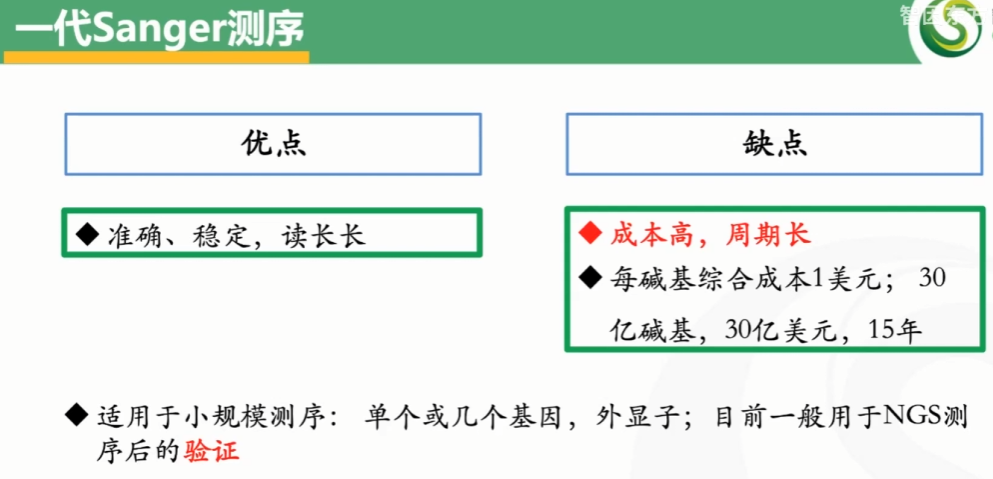 一代Sanger测序
优点
缺点
◆ 准确、稳定，读长长
◆ 成本高，周期长
◆ 每碱基综合成本1美元； 30
亿碱基，30亿美元，15年
◆ 适用于小规模测序： 单个或几个基因，外显子；目前一般用于NGS测
序后的验证